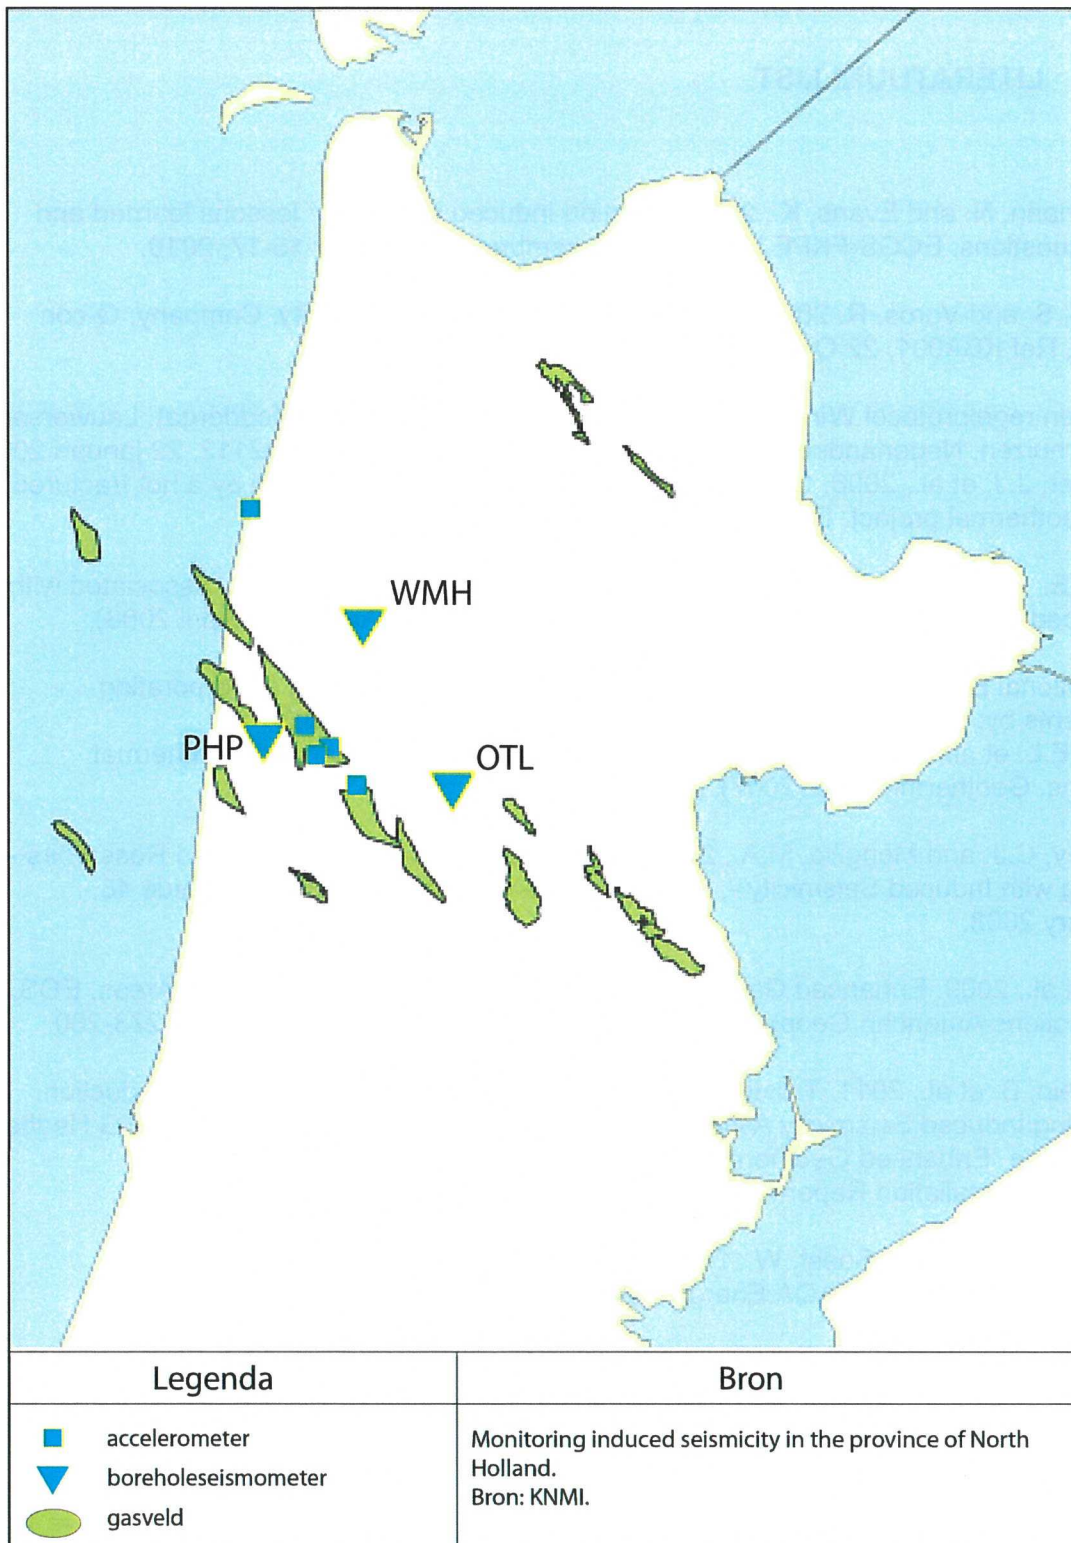 WMH
PHP
OTL
Legenda
Bron
accelerometer
boreholeseismometer
gasveld
Monitoring induced seismicity in the province of North
Holland.
Bron: KNMI.